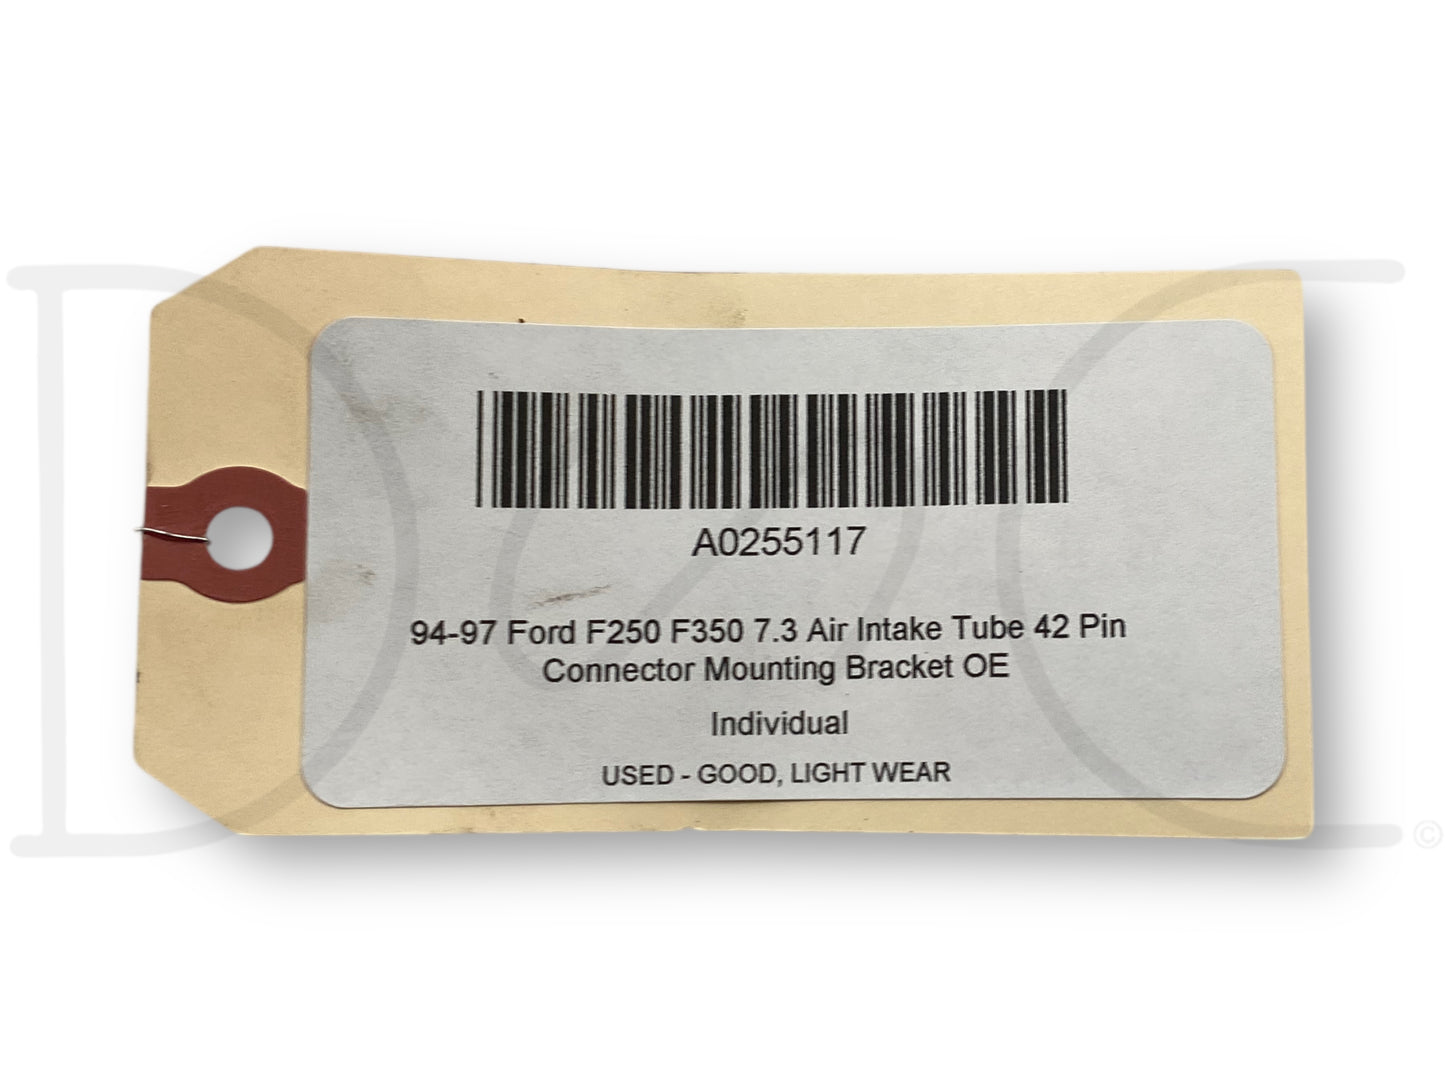 A0255117
94-97 Ford F250 F350 7.3 Air Intake Tube 42 Pin
Connector Mounting Bracket OE
Individual
USED - GOOD, LIGHT WEAR
©